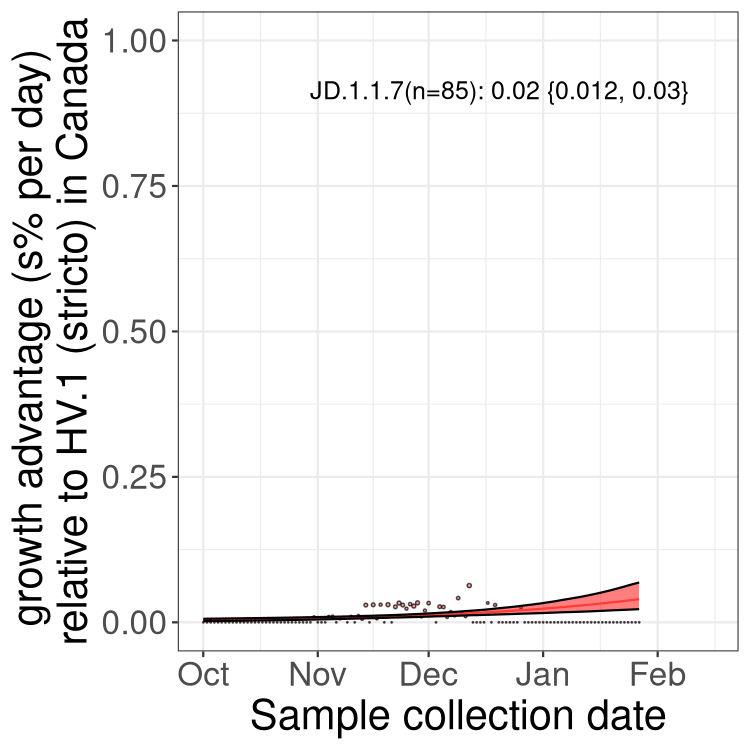 growth advantage (s% per day)
relative to HV.1 (stricto) in Canada
1.00
0.75
0.50
0.25
0.00
JD.1.1.7(n=85): 0.02 {0.012, 0.03}
Oct Nov Dec Jan Feb
Sample collection date